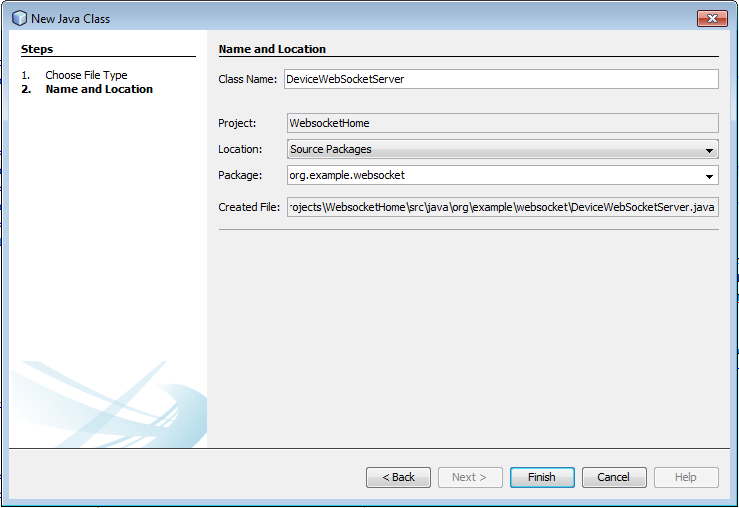 New Java Class
Steps
1. Choose File Type
2. Name and Location
Name and Location
Class Name: DeviceWebSocketServer
Project: WebsocketHome
Location: Source Packages
Package: org.example.websocket
Created File: rojects\WebsocketHome\src\java\org\example\websocket\DeviceWebSocketServer.java
< Back Next > Finish Cancel Help